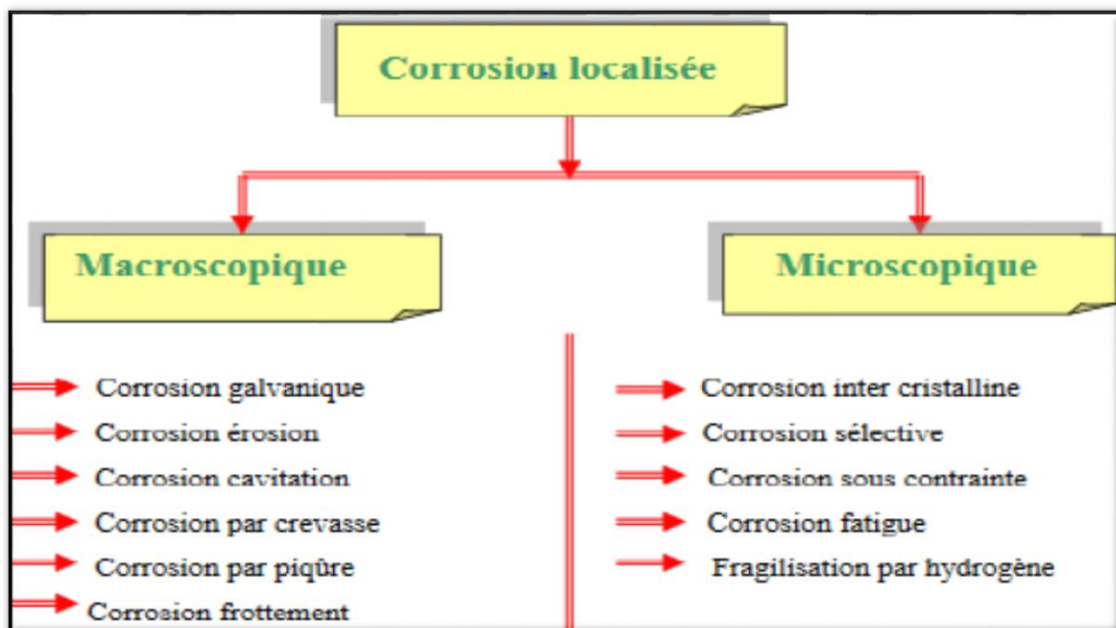 Corrosion localisée
Macroscopique
Corrosion galvanique
Corrosion érosion
Corrosion cavitation
Corrosion par crevasse
Corrosion par piqûre
Corrosion frottement
Microscopique
Corrosion inter cristalline
Corrosion sélective
Corrosion sous contrainte
Corrosion fatigue
Fragilisation par hydrogène